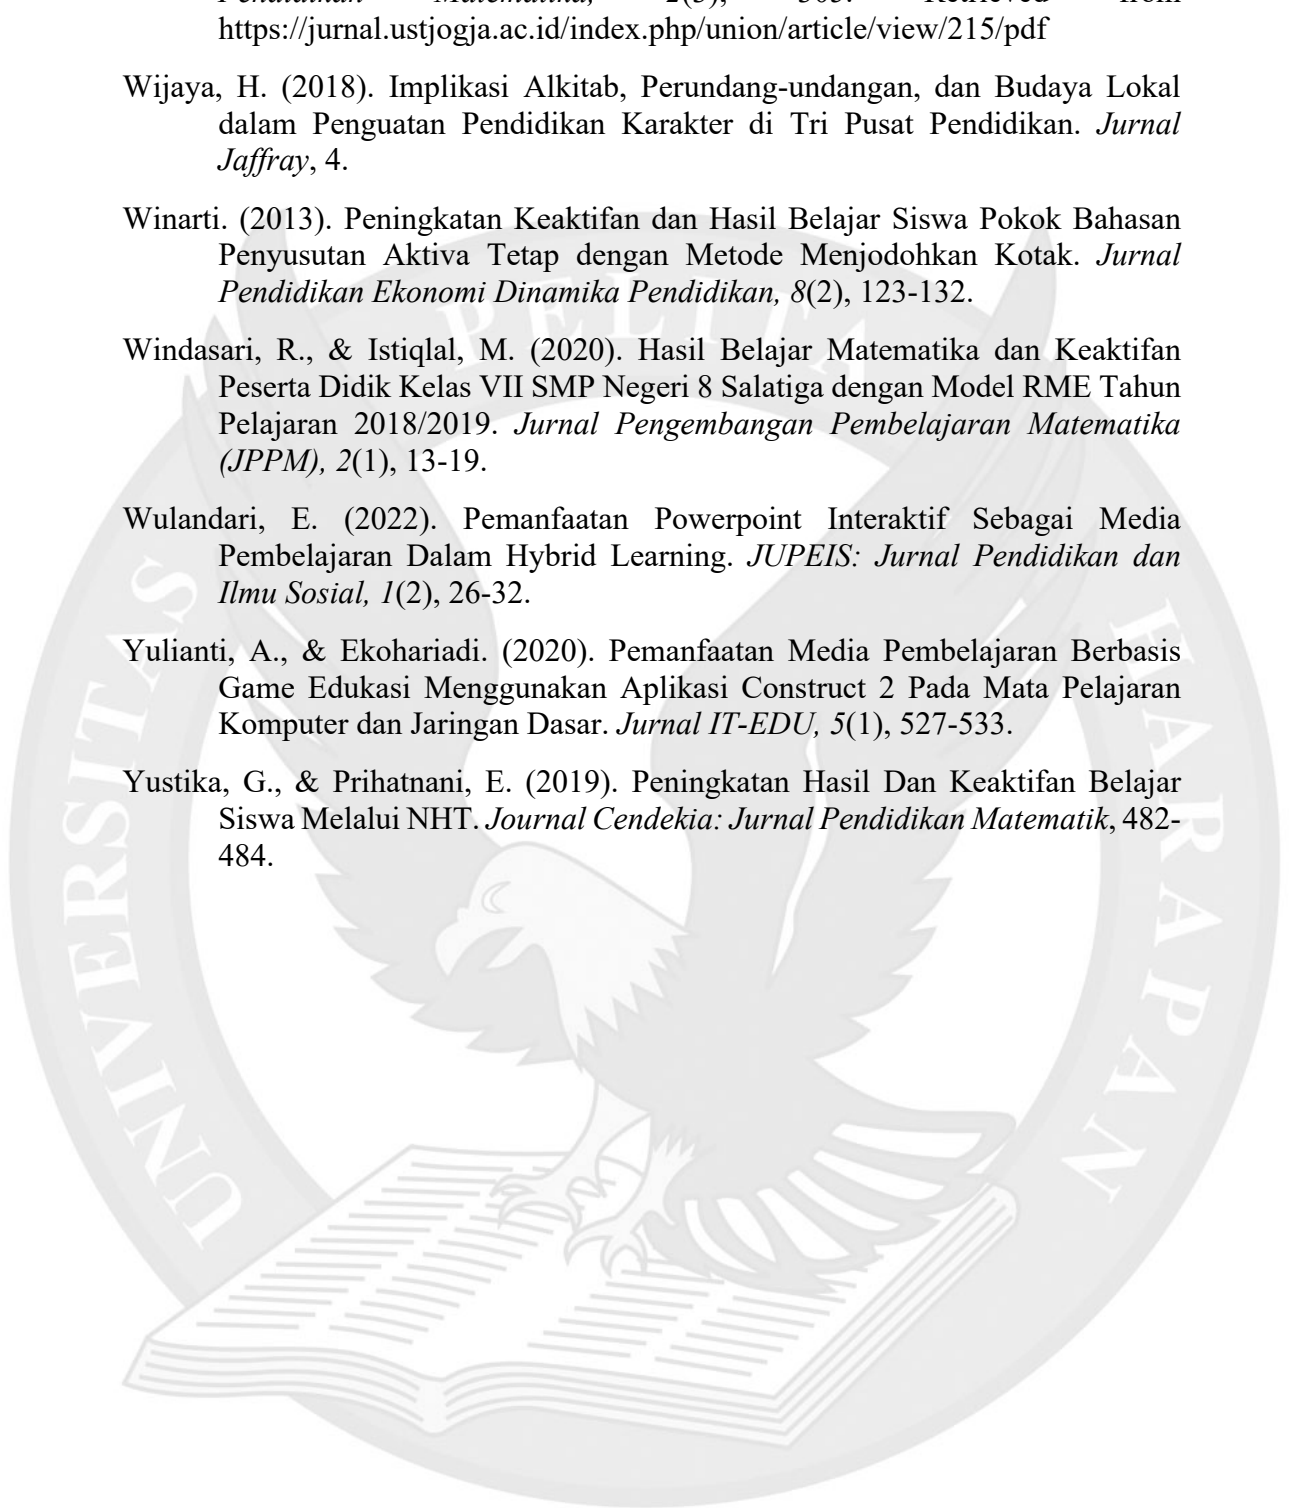 Pendidikan Matematika, 2(3), 365. Retrieved from
https://jurnal.ustjogja.ac.id/index.php/union/article/view/215/pdf
Wijaya, H. (2018). Implikasi Alkitab, Perundang-undangan, dan Budaya Lokal
dalam Penguatan Pendidikan Karakter di Tri Pusat Pendidikan. Jurnal
Jaffray, 4.
Winarti. (2013). Peningkatan Keaktifan dan Hasil Belajar Siswa Pokok Bahasan
Penyusutan Aktiva Tetap dengan Metode Menjodohkan Kotak. Jurnal
Pendidikan Ekonomi Dinamika Pendidikan, 8(2), 123-132.
Windasari, R., & Istiqlal, M. (2020). Hasil Belajar Matematika dan Keaktifan
Peserta Didik Kelas VII SMP Negeri 8 Salatiga dengan Model RME Tahun
Pelajaran 2018/2019. Jurnal Pengembangan Pembelajaran Matematika
(JPPM), 2(1), 13-19.
Wulandari, E. (2022). Pemanfaatan Powerpoint Interaktif Sebagai Media
Pembelajaran Dalam Hybrid Learning. JUPEIS: Jurnal Pendidikan dan
Ilmu Sosial, 1(2), 26-32.
Yulianti, A., & Ekohariadi. (2020). Pemanfaatan Media Pembelajaran Berbasis
Game Edukasi Menggunakan Aplikasi Construct 2 Pada Mata Pelajaran
Komputer dan Jaringan Dasar. Jurnal IT-EDU, 5(1), 527-533.
Yustika, G., & Prihatnani, E. (2019). Peningkatan Hasil Dan Keaktifan Belajar
Siswa Melalui NHT. Journal Cendekia: Jurnal Pendidikan Matematik, 482-
484.
UNIVERSITAS PELITA HARAPAN